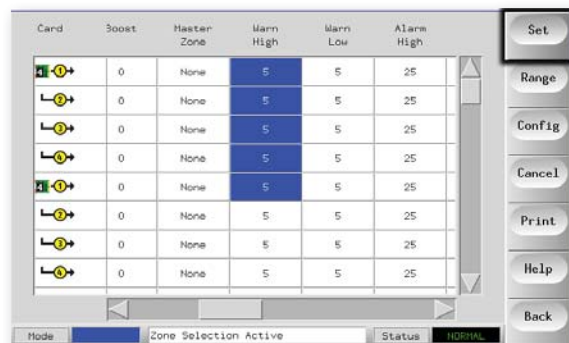 Card Boost Master Zone Warn High Warn Low Alarm High
4 1 0 None 5 5 25
2 0 None 5 5 25
3 0 None 5 5 25
4 0 None 5 5 25
4 1 0 None 5 5 25
2 0 None 5 5 25
3 0 None 5 5 25
4 0 None 5 5 25
Mode Zone Selection Active Status NORMAL
Set
Range
Config
Cancel
Print
Help
Back